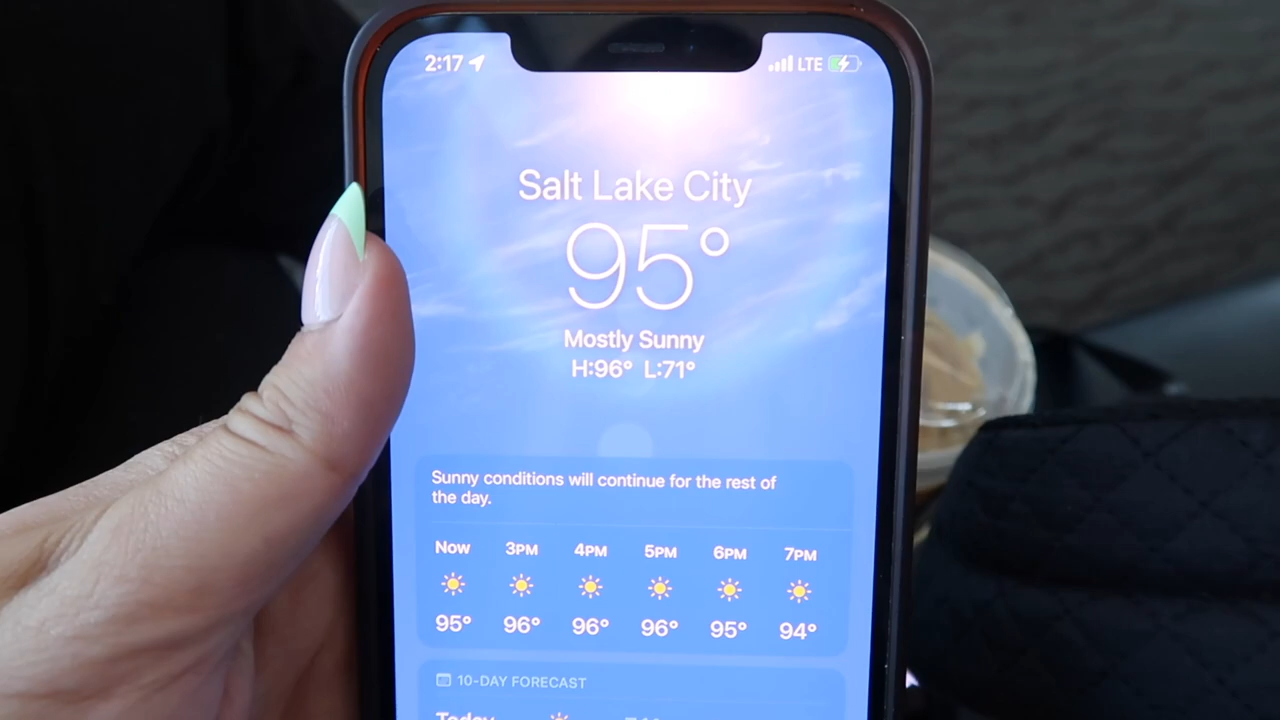 2:17 LTE
Salt Lake City
95°
Mostly Sunny
H:96° L:71°
Sunny conditions will continue for the rest of
the day.
Now 3PM 4PM 5PM 6PM 7PM
95° 96° 96° 96° 95° 94°
10-DAY FORECAST
Today